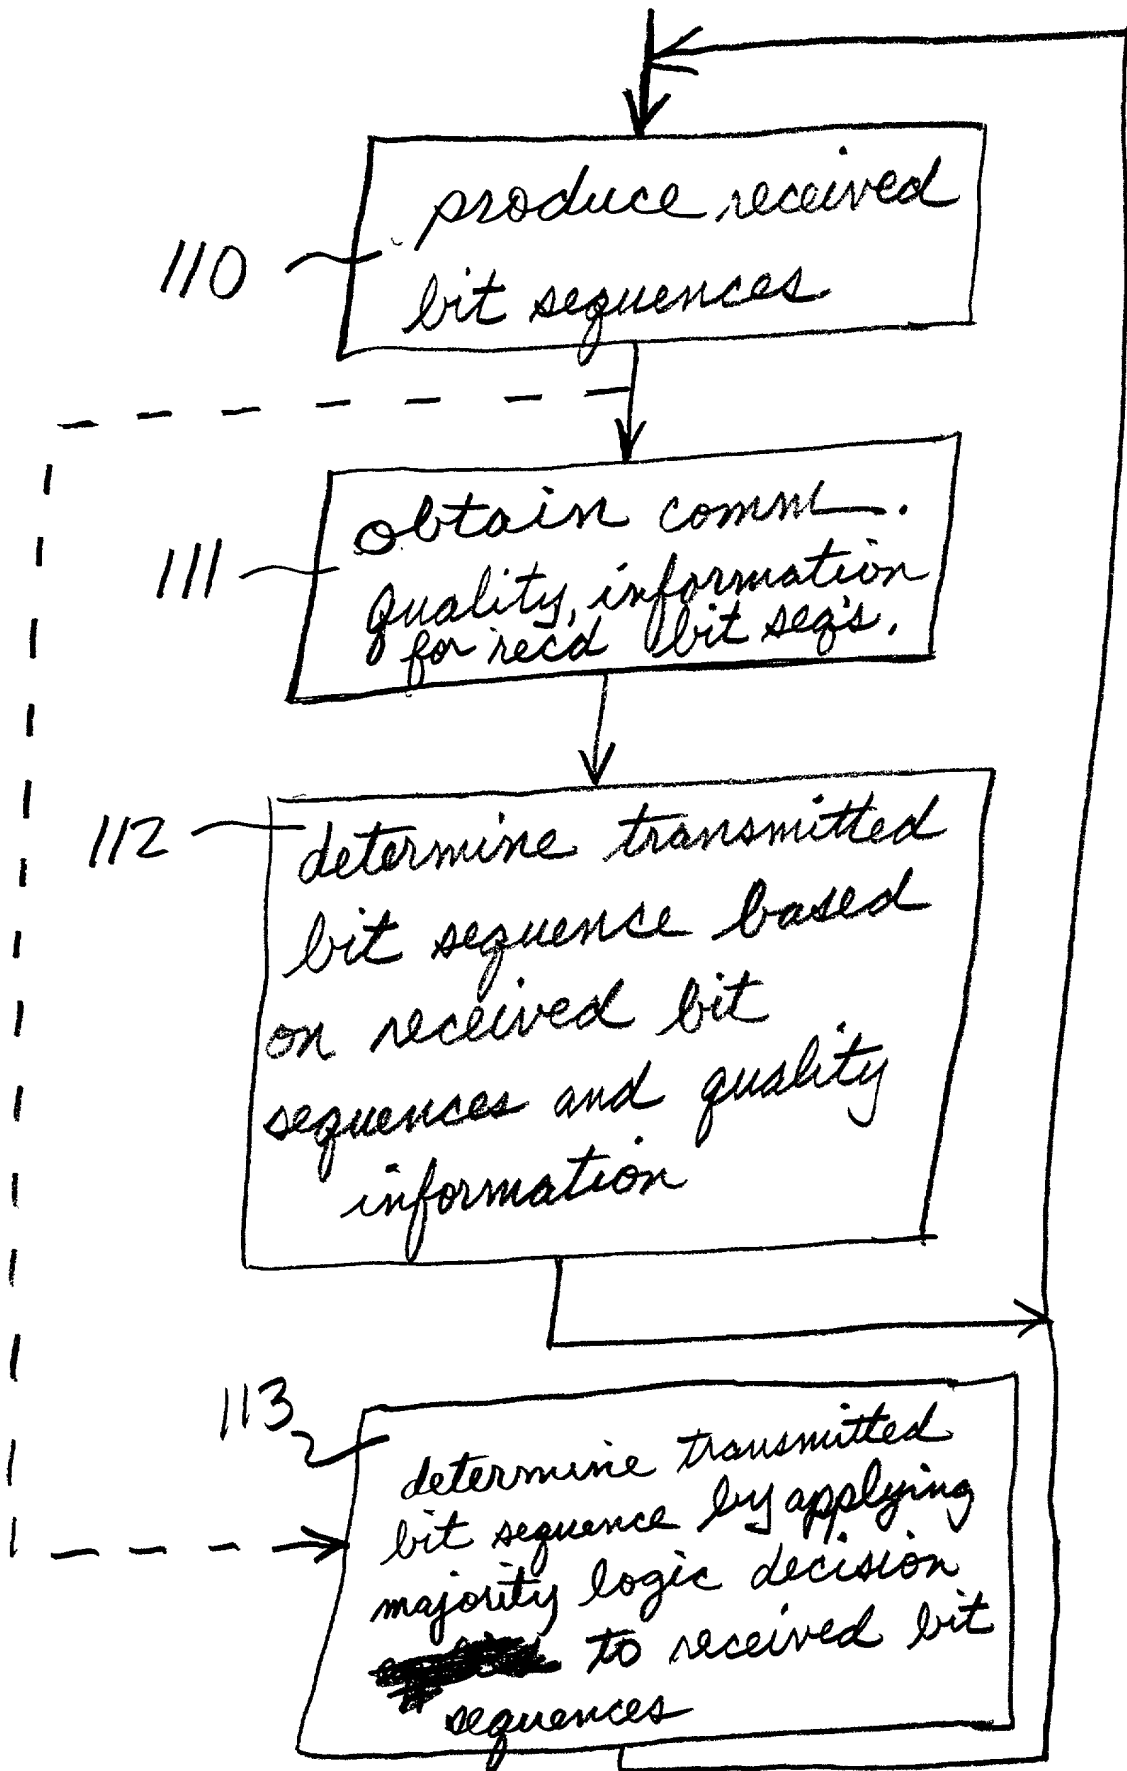 110
produce received
bit sequences
111
obtain comm.
quality, information
for recd bit seq's.
112
determine transmitted
bit sequence based
on received bit
sequences and quality
information
113
determine transmitted
bit sequence by applying
majority logic decision
to received bit
sequences